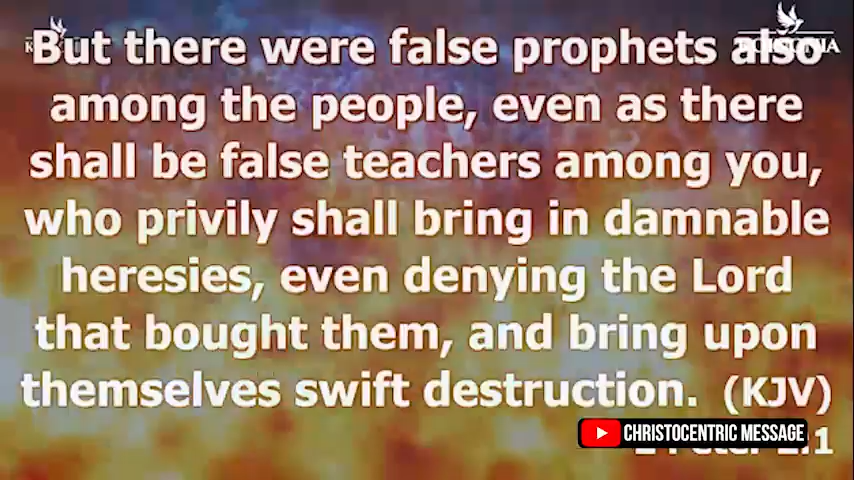 But there were false prophets also
among the people, even as there
shall be false teachers among you,
who privily shall bring in damnable
heresies, even denying the Lord
that bought them, and bring upon
themselves swift destruction. (KJV)
CHRISTOCENTRIC MESSAGE